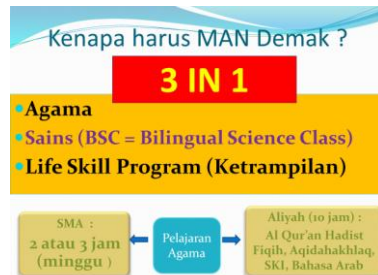 Kenapa harus MAN Demak ?
3 IN 1
Agama
Sains (BSC = Bilingual Science Class)
Life Skill Program (Ketrampilan)
SMA :
2 atau 3 jam
(minggu )
Pelajaran
Agama
Aliyah (10 jam) :
Al Qur'an Hadist
Fiqih, Aqidahakhlaq,
SKI, Bahasa Arab